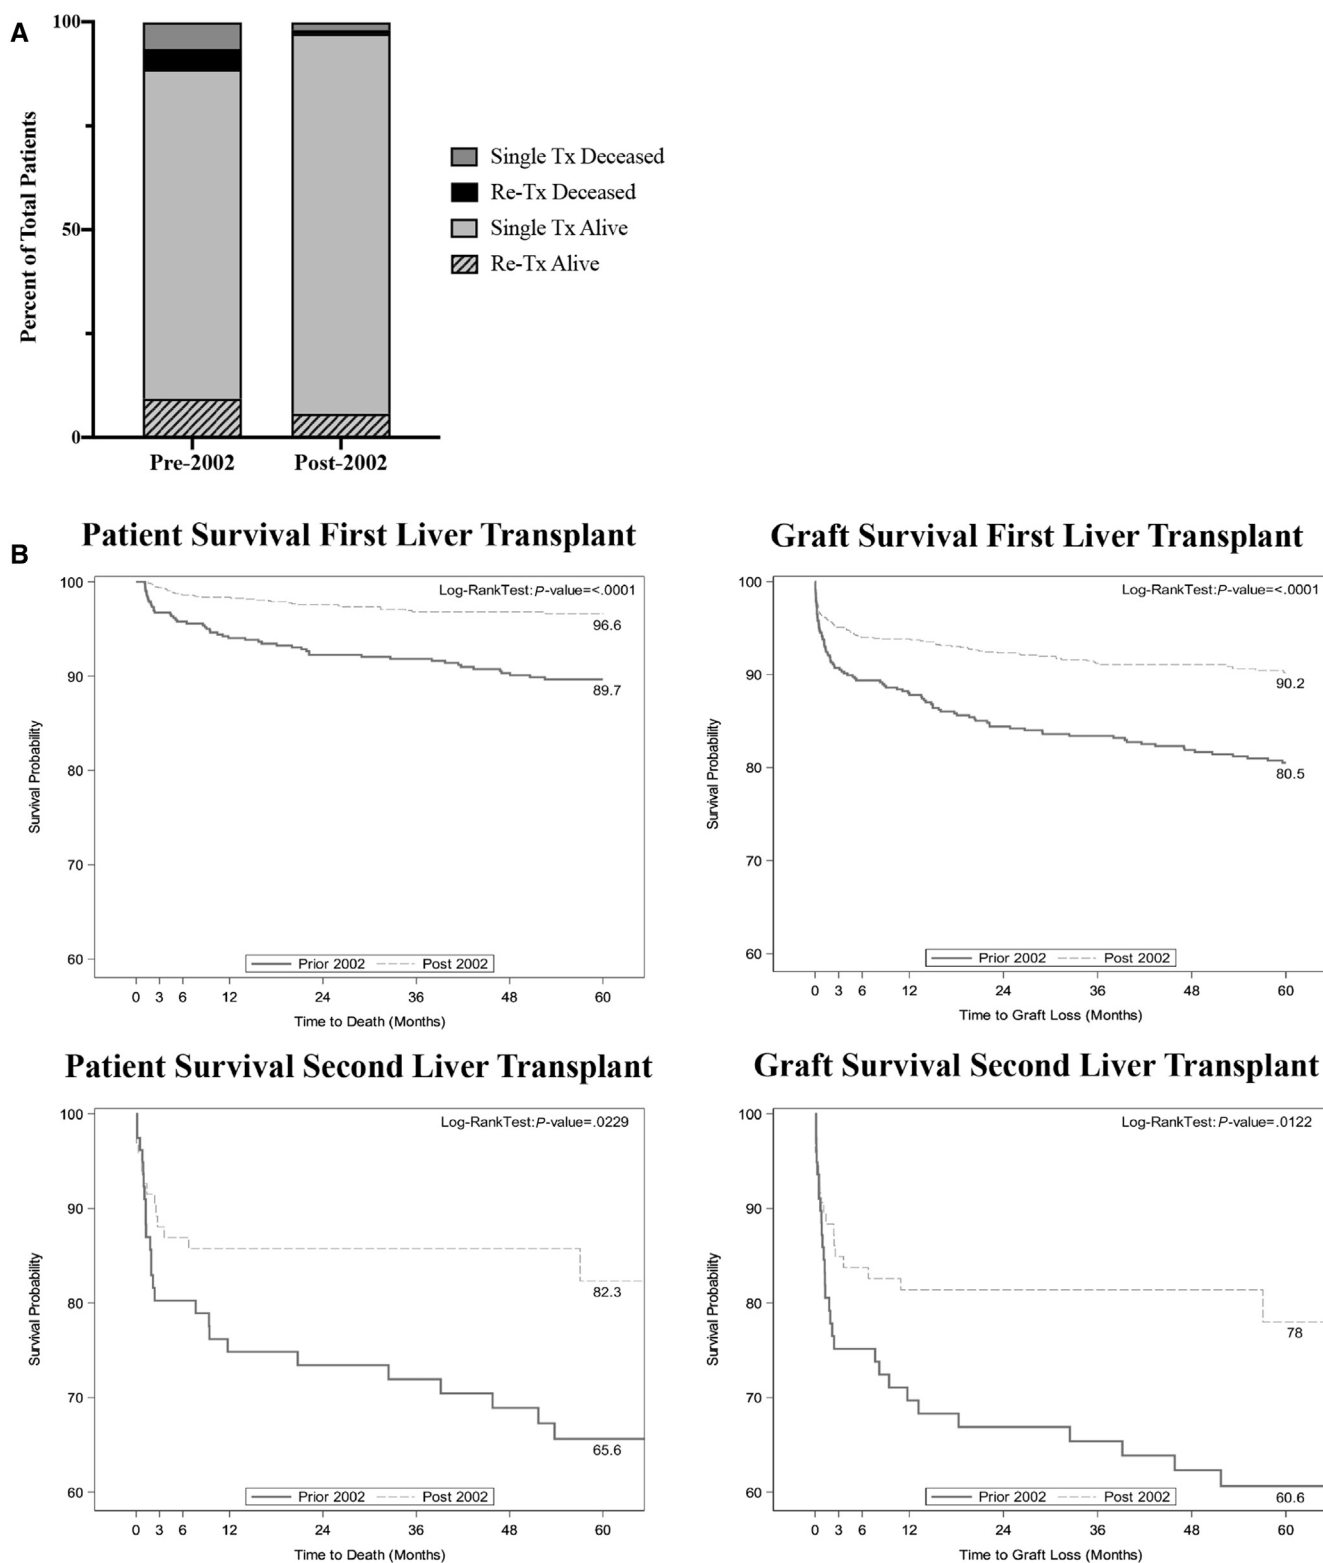 A
100
50
0
Percent of Total Patients
Pre-2002
Post-2002
Single Tx Deceased
Re-Tx Deceased
Single Tx Alive
Re-Tx Alive
B
Patient Survival First Liver Transplant
Log-RankTest:P-value=<.0001
100
90
80
70
60
Survival Probability
96.6
89.7
Prior 2002 Post 2002
0 3 6 12 24 36 48 60
Time to Death (Months)
Graft Survival First Liver Transplant
Log-RankTest:P-value=<.0001
100
90
80
70
60
Survival Probability
90.2
80.5
Prior 2002 Post 2002
0 3 6 12 24 36 48 60
Time to Graft Loss (Months)
Patient Survival Second Liver Transplant
Log-RankTest:P-value=.0229
100
90
80
70
60
Survival Probability
82.3
65.6
Prior 2002 Post 2002
0 3 6 12 24 36 48 60
Time to Death (Months)
Graft Survival Second Liver Transplant
Log-RankTest:P-value=.0122
100
90
80
70
60
Survival Probability
78
60.6
Prior 2002 Post 2002
0 3 6 12 24 36 48 60
Time to Graft Loss (Months)